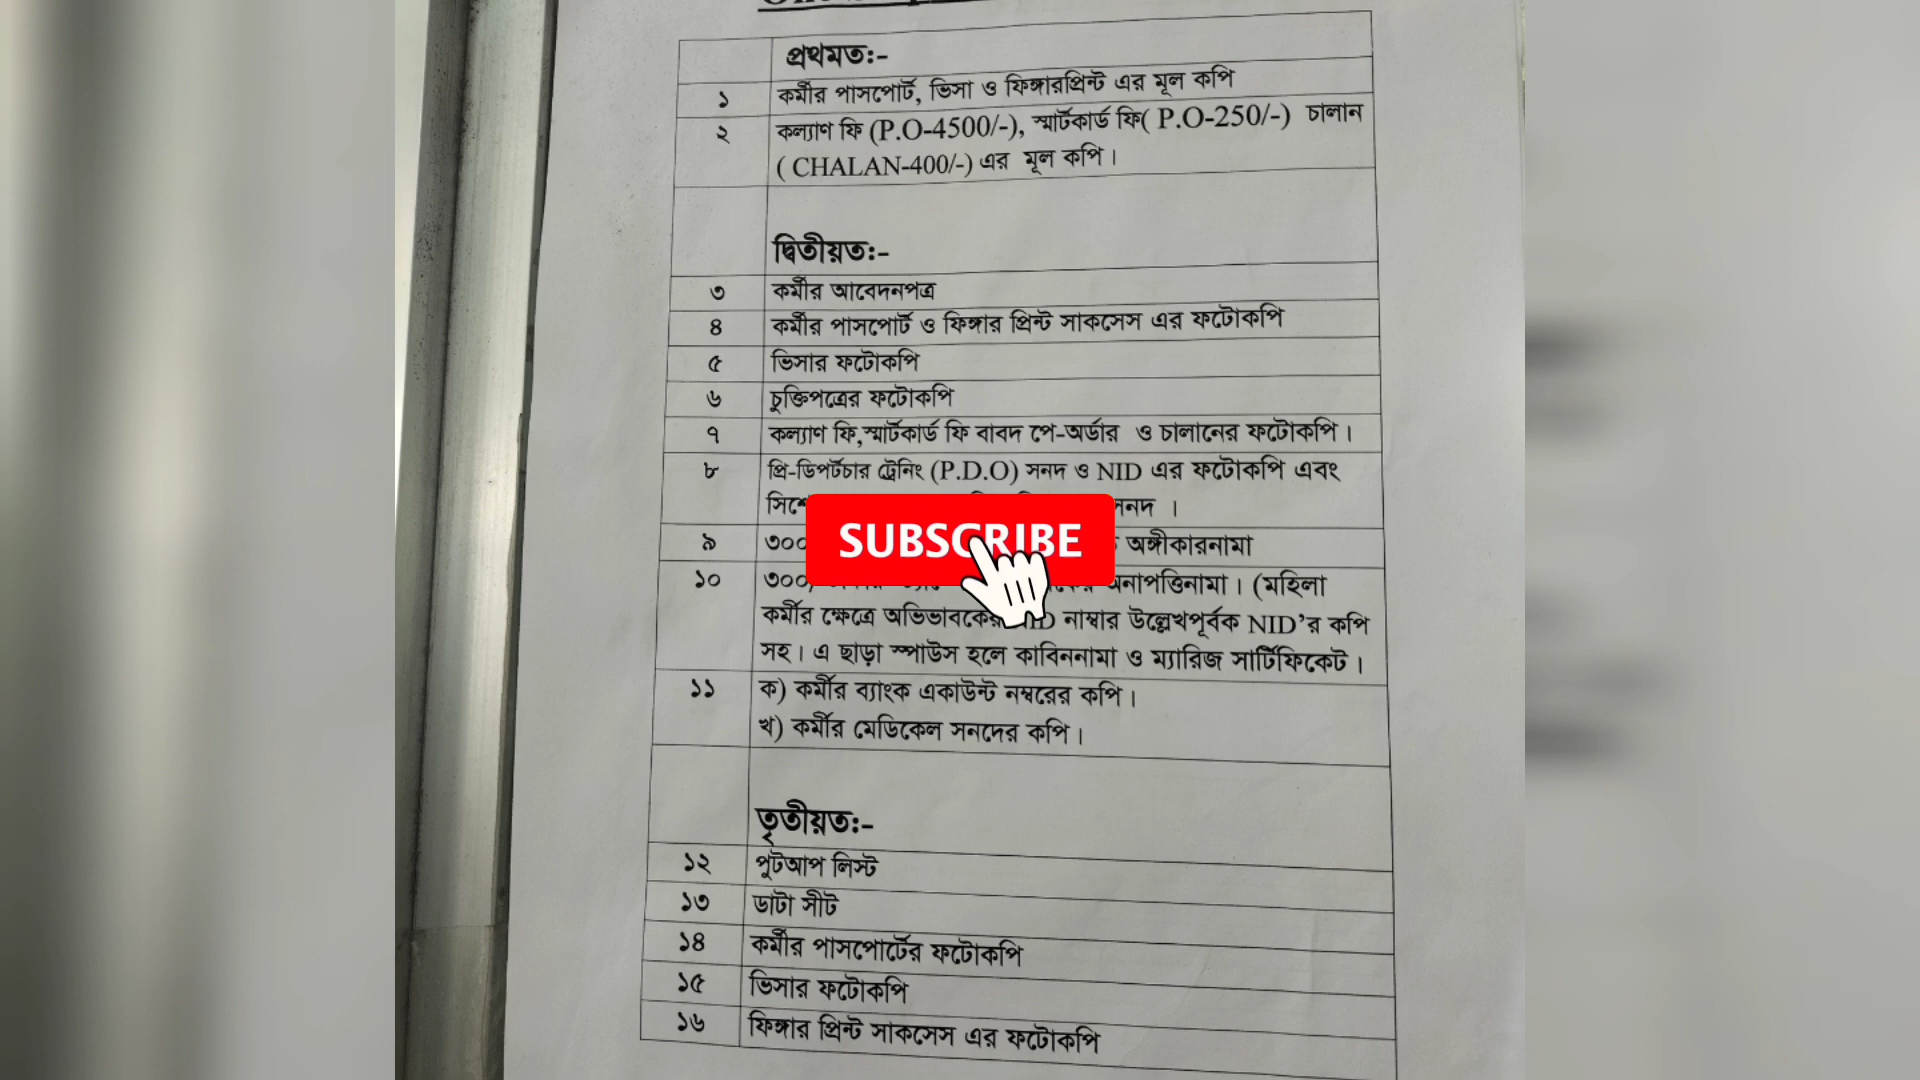 প্রথমতঃ-
১ কর্মীর পাসপোর্ট, ভিসা ও ফিঙ্গারপ্রিন্ট এর মূল কপি
২ কল্যাণ ফি (P.O-4500/-), স্মার্টকার্ড ফি( P.O-250/-) চালান
( CHALAN-400/-) এর মূল কপি।
দ্বিতীয়তঃ-
৩ কর্মীর আবেদনপত্র
৪ কর্মীর পাসপোর্ট ও ফিঙ্গার প্রিন্ট সাকসেস এর ফটোকপি
৫ ভিসার ফটোকপি
৬ চুক্তিপত্রের ফটোকপি
৭ কল্যাণ ফি,স্মার্টকার্ড ফি বাবদ পে-অর্ডার ও চালানের ফটোকপি।
৮ প্রি-ডিপর্টচার ট্রেনিং (P.D.O) সনদ ও NID এর ফটোকপি এবং
সনদ ।
SUBSCRIBE
৯ অঙ্গীকারনামা
১০ অনাপত্তিনামা। (মহিলা
কর্মীর ক্ষেত্রে অভিভাবকের NID নাম্বার উল্লেখপূর্বক NID’র কপি
সহ। এ ছাড়া স্পাউস হলে কাবিননামা ও ম্যারিজ সার্টিফিকেট।
১১ ক) কর্মীর ব্যাংক একাউন্ট নম্বরের কপি।
খ) কর্মীর মেডিকেল সনদের কপি।
তৃতীয়তঃ-
১২ পুটআপ লিস্ট
১৩ ডাটা সীট
১৪ কর্মীর পাসপোর্টের ফটোকপি
১৫ ভিসার ফটোকপি
১৬ ফিঙ্গার প্রিন্ট সাকসেস এর ফটোকপি